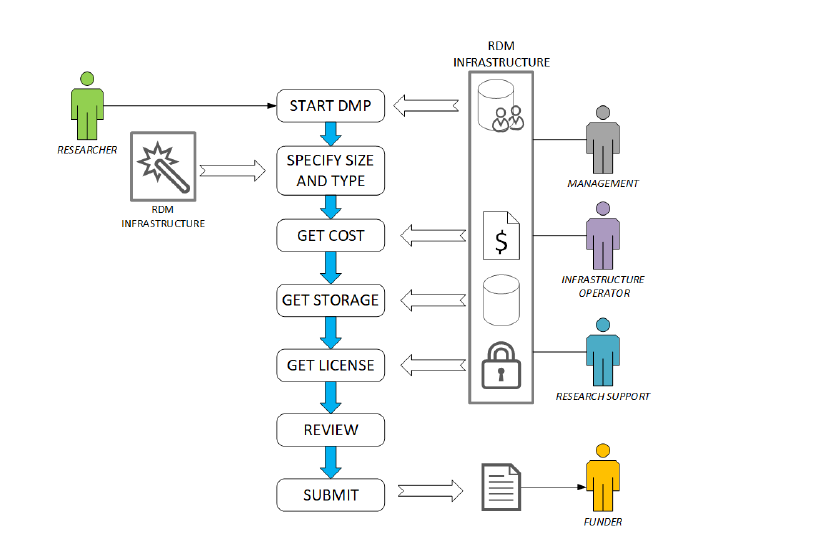 RDM
INFRASTRUCTURE
START DMP
RESEARCHER
SPECIFY SIZE
AND TYPE
MANAGEMENT
RDM
INFRASTRUCTURE
GET COST
$
INFRASTRUCTURE
OPERATOR
GET STORAGE
GET LICENSE
RESEARCH SUPPORT
REVIEW
SUBMIT
FUNDER